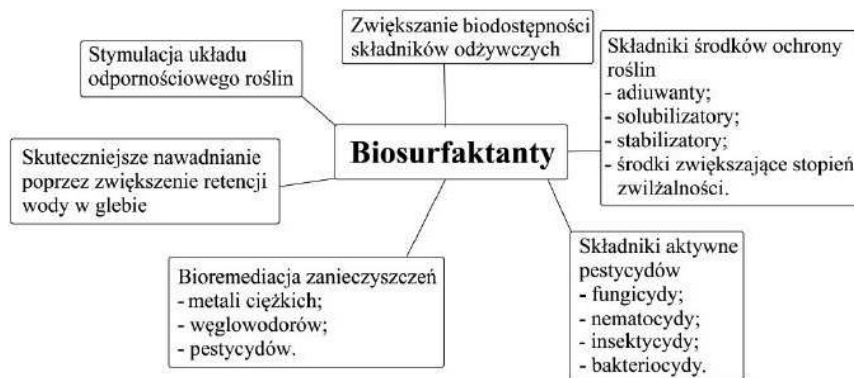 Zwiększanie biodostępności
składników odżywczych
Stymulacja układu
odpornościowego roślin
Składniki środków ochrony
roślin
- adiuwanty;
- solubilizatory;
- stabilizatory;
- środki zwiększające stopień
zwilżalności.
Biosurfaktanty
Skuteczniejsze nawadnianie
poprzez zwiększenie retencji
wody w glebie
Bioremediacja zanieczyszczeń
- metali ciężkich;
- węglowodorów;
- pestycydów.
Składniki aktywne
pestycydów
- fungicydy;
- nematocydy;
- insektycydy;
- bakteriocydy.